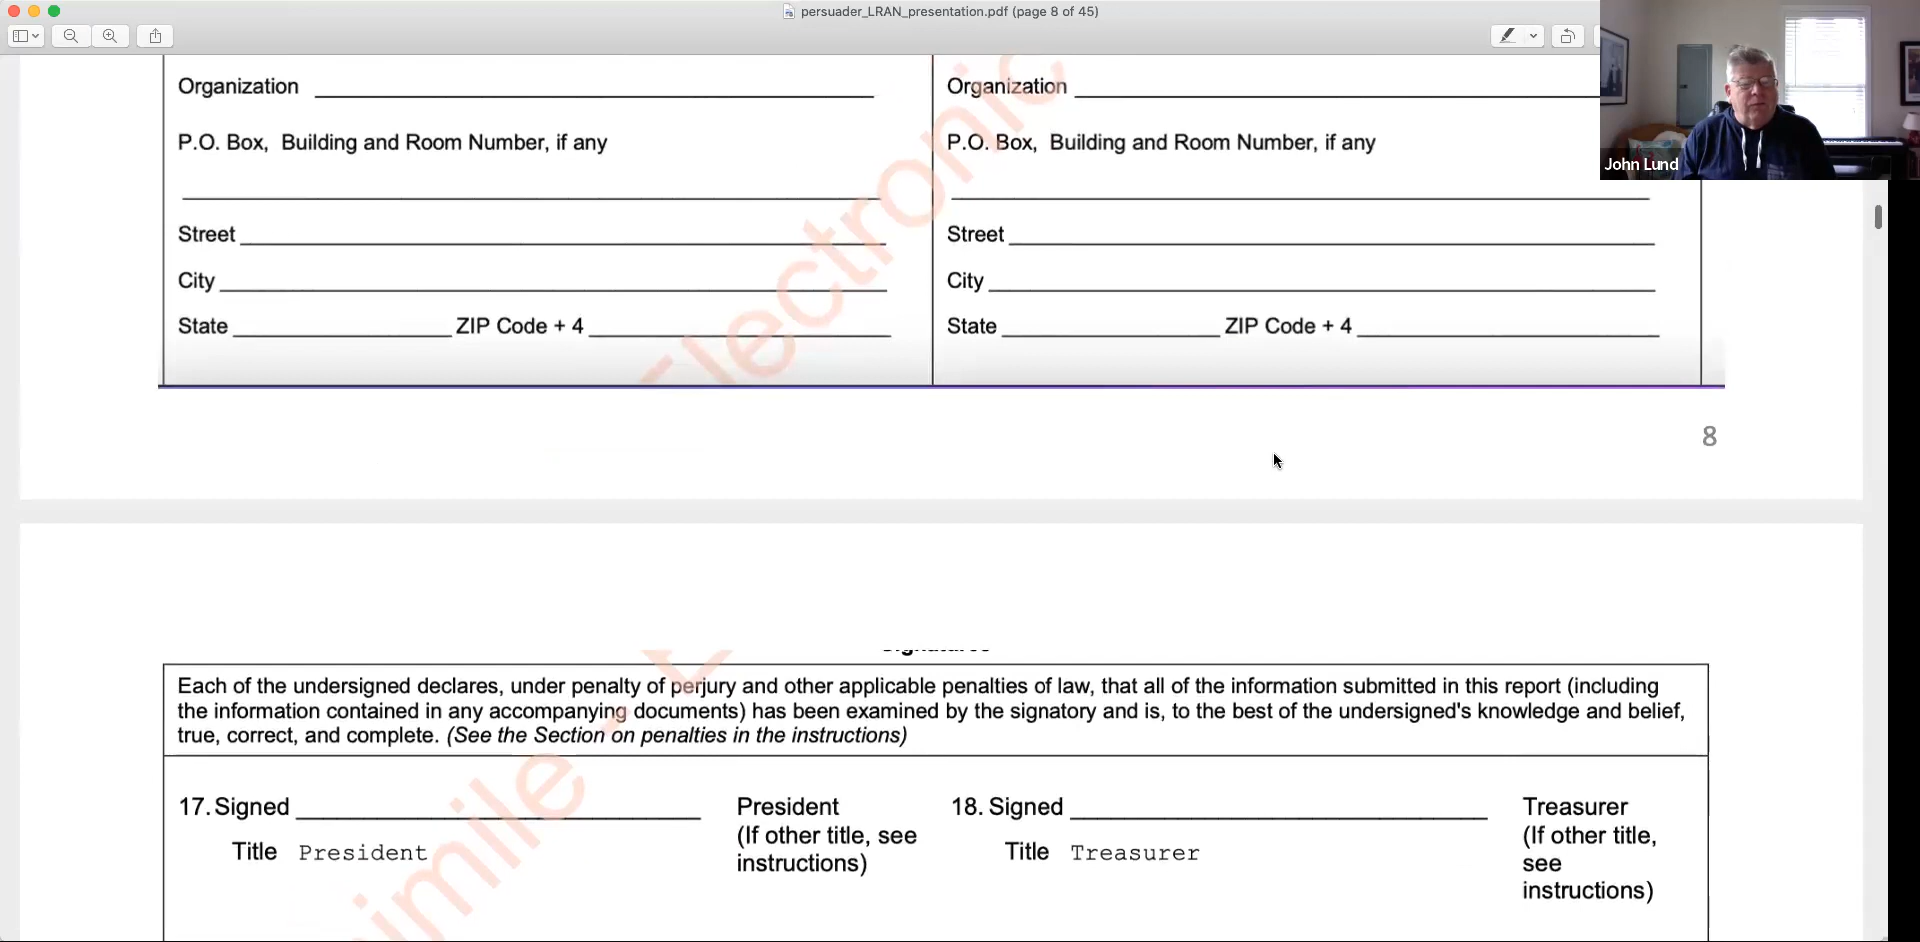 persuader_LRAN_presentation.pdf (page 8 of 45)
John Lund
Organization
Organization
P.O. Box, Building and Room Number, if any
P.O. Box, Building and Room Number, if any
Street
Street
City
City
State ZIP Code + 4
State ZIP Code + 4
Electronic
8
Each of the undersigned declares, under penalty of perjury and other applicable penalties of law, that all of the information submitted in this report (including
the information contained in any accompanying documents) has been examined by the signatory and is, to the best of the undersigned's knowledge and belief,
true, correct, and complete. (See the Section on penalties in the instructions)
17. Signed
President
(If other title, see
instructions)
Title President
18. Signed
Treasurer
(If other title,
see
instructions)
Title Treasurer